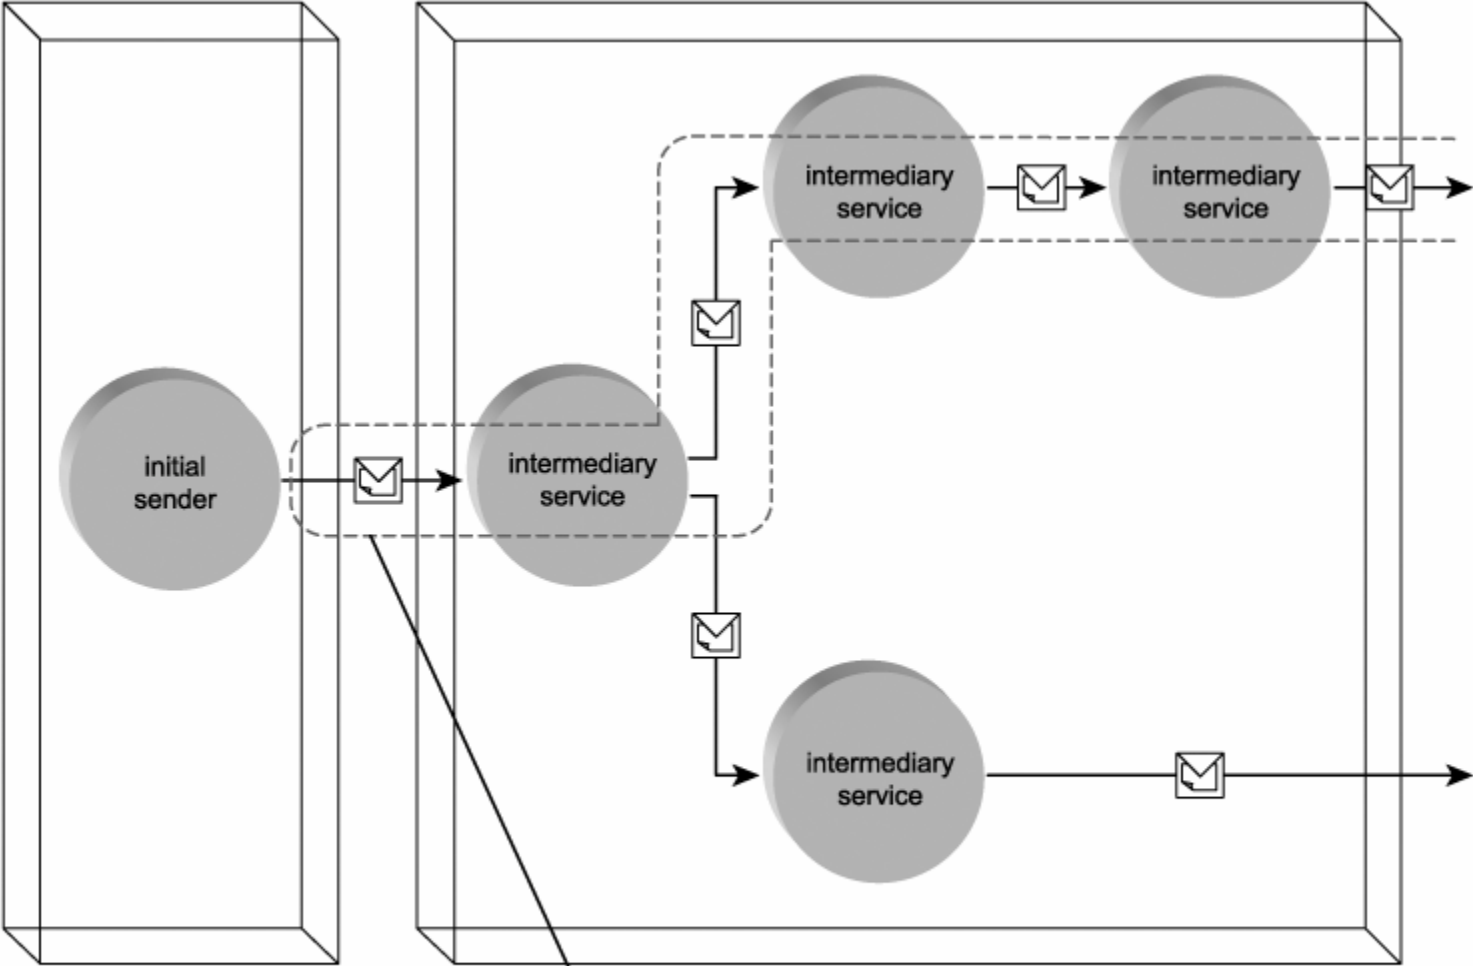 intermediary
service
intermediary
service
initial
sender
intermediary
service
intermediary
service